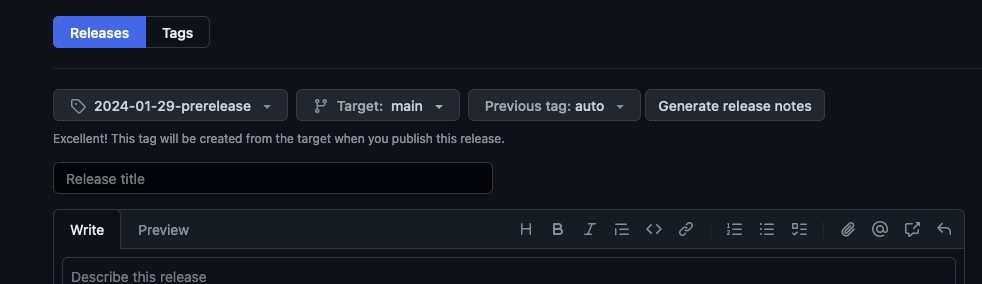 Releases Tags
2024-01-29-prerelease Target: main Previous tag: auto Generate release notes
Excellent! This tag will be created from the target when you publish this release.
Release title
Write Preview H B I <> @
Describe this release